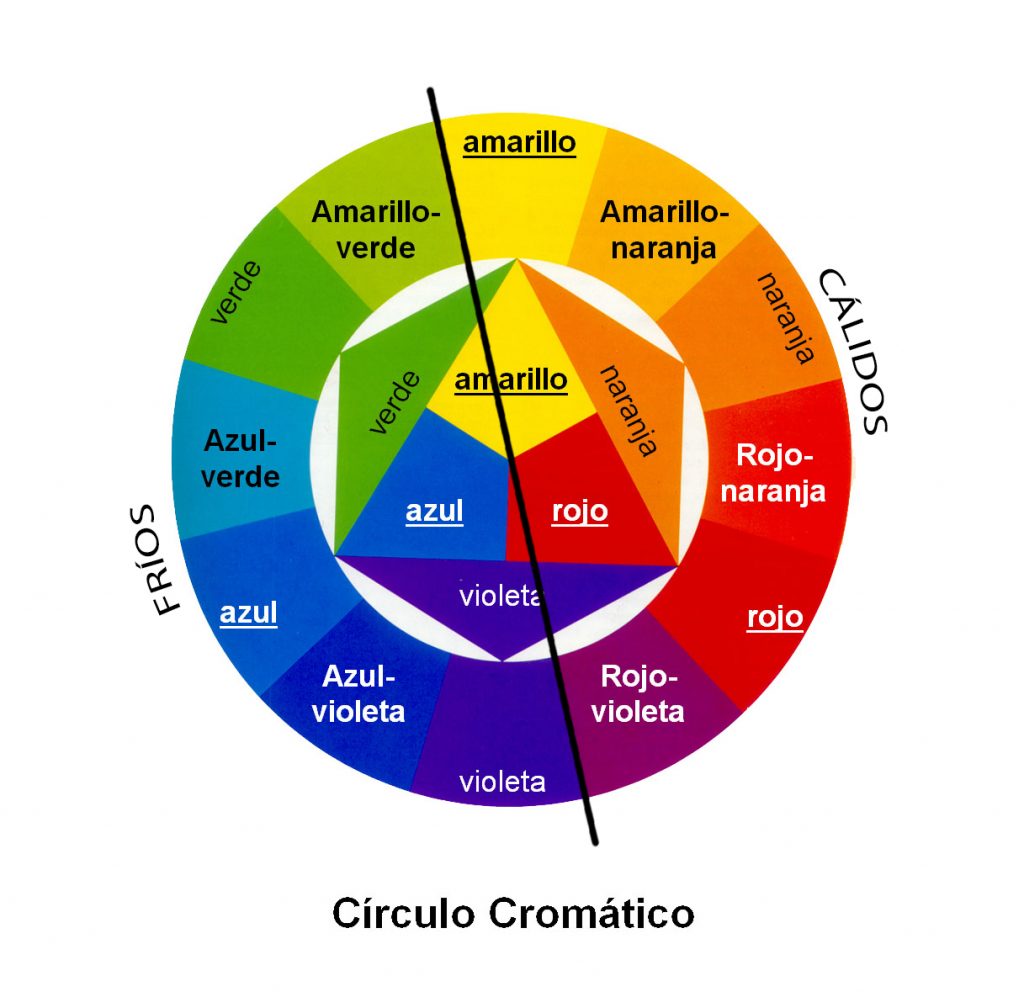 amarillo
Amarillo-
verde
Amarillo-
naranja
verde
naranja
CÁLIDOS
amarillo
verde
naranja
Azul-
verde
Rojo-
naranja
azul
rojo
FRÍOS
violeta
azul
rojo
Azul-
violeta
Rojo-
violeta
violeta
Círculo Cromático